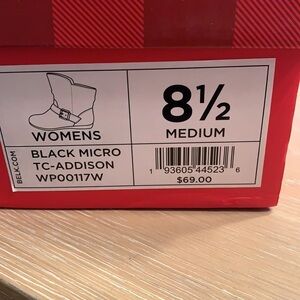 WOMENS
BLACK MICRO
TC-ADDISON
WP00117W
BELK.COM
8½
MEDIUM
1 93605 44523 6
$69.00